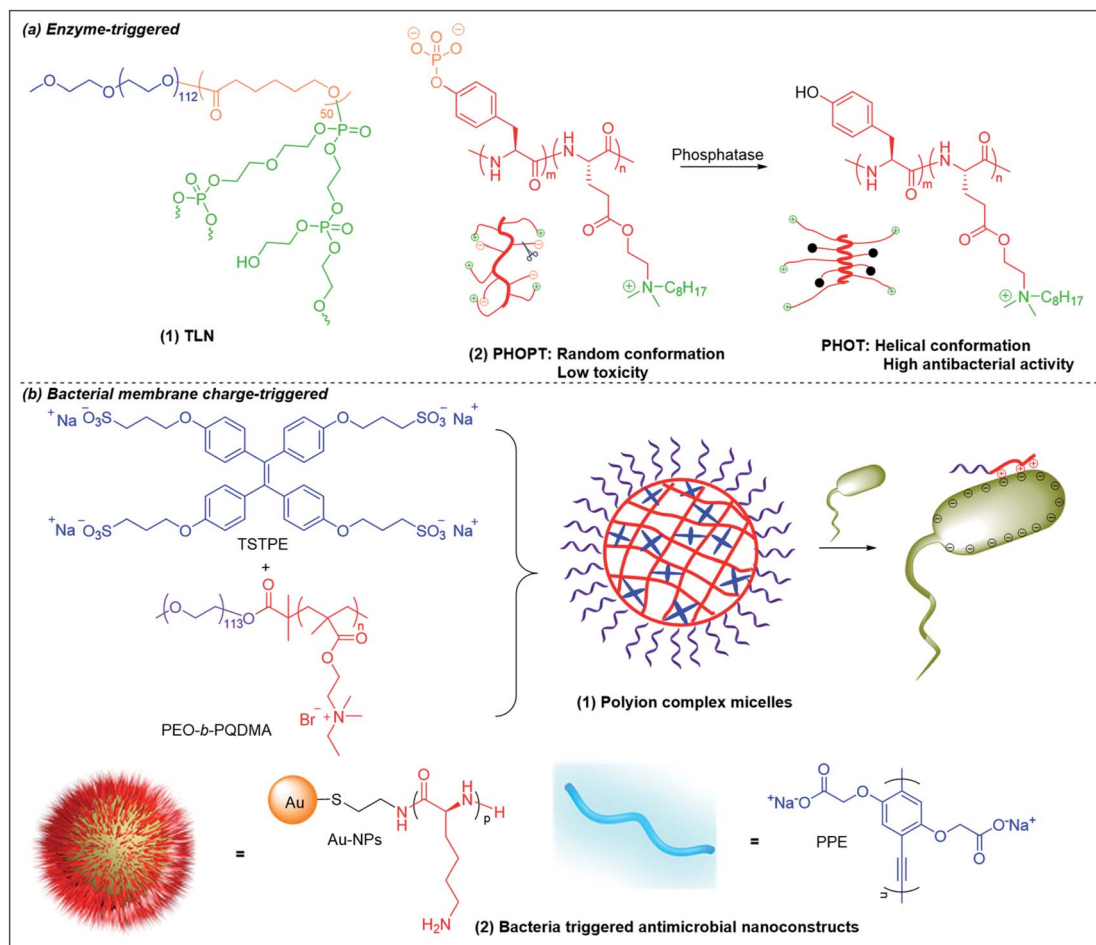 (a) Enzyme-triggered
O
O
O
O
112
O
O
50
O
O
P
O
O
O
O
O
O
P
O
O
O
O
O
P
O
O
HO
O
(1) TLN
⊖ ⊖
O O
P
O O
N
H
O
m
H
N
O
n
O
O
N
⊕
C8H17
(2) PHOPT: Random conformation
Low toxicity
Phosphatase
HO
N
H
O
m
H
N
O
n
O
O
N
⊕
C8H17
PHOT: Helical conformation
High antibacterial activity
(b) Bacterial membrane charge-triggered
+Na −O3S
O
O
SO3− Na+
+Na −O3S
O
O
SO3− Na+
TSTPE
+
O
113
O
O
n
O
O
Br− +
N
PEO-b-PQDMA
(1) Polyion complex micelles
=
Au
S
N
H
O
H
N
p
H
H2N
Au-NPs
=
+Na−O
O
O
O
O
O−Na+
PPE
n
(2) Bacteria triggered antimicrobial nanoconstructs